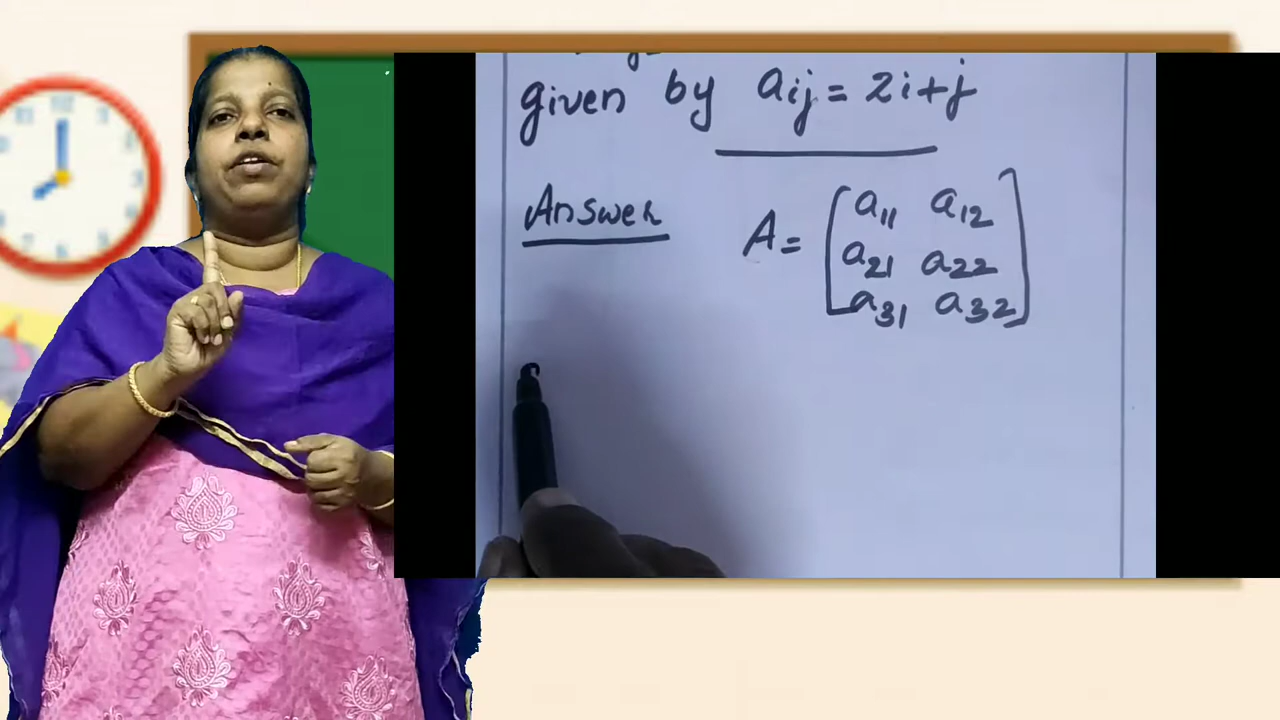 given by aij = 2i+j
Answer
A = [a11 a12
a21 a22
a31 a32]